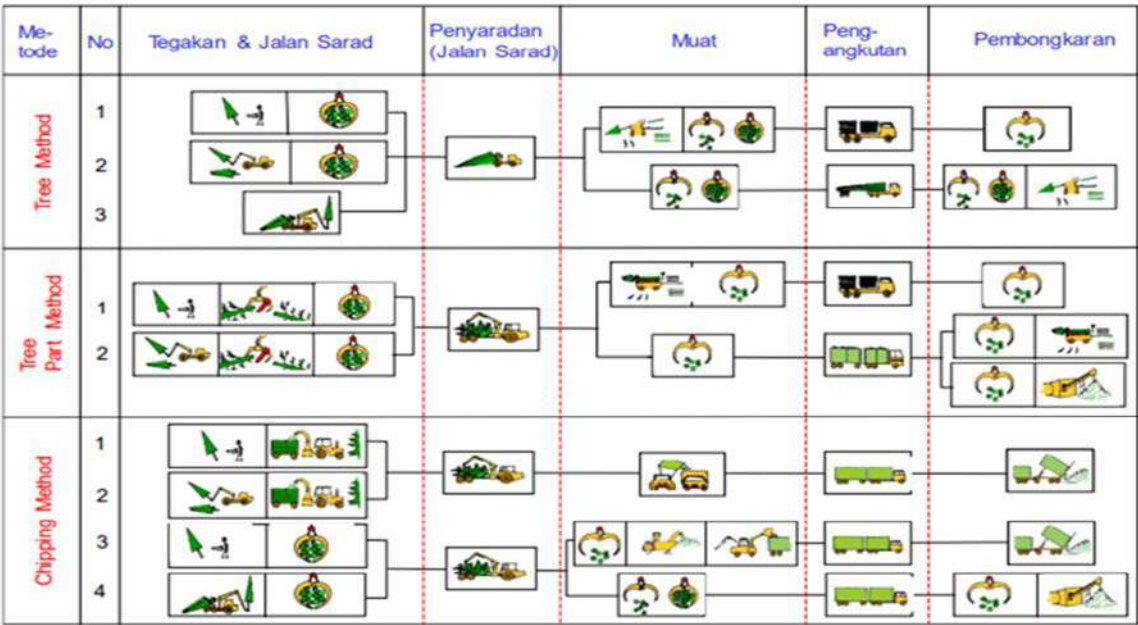 Me-
tode
No
Tegakan & Jalan Sarad
Penyaradan
(Jalan Sarad)
Muat
Peng-
angkutan
Pembongkaran
Tree Method
1
2
3
Tree
Part Method
1
2
Chipping Method
1
2
3
4